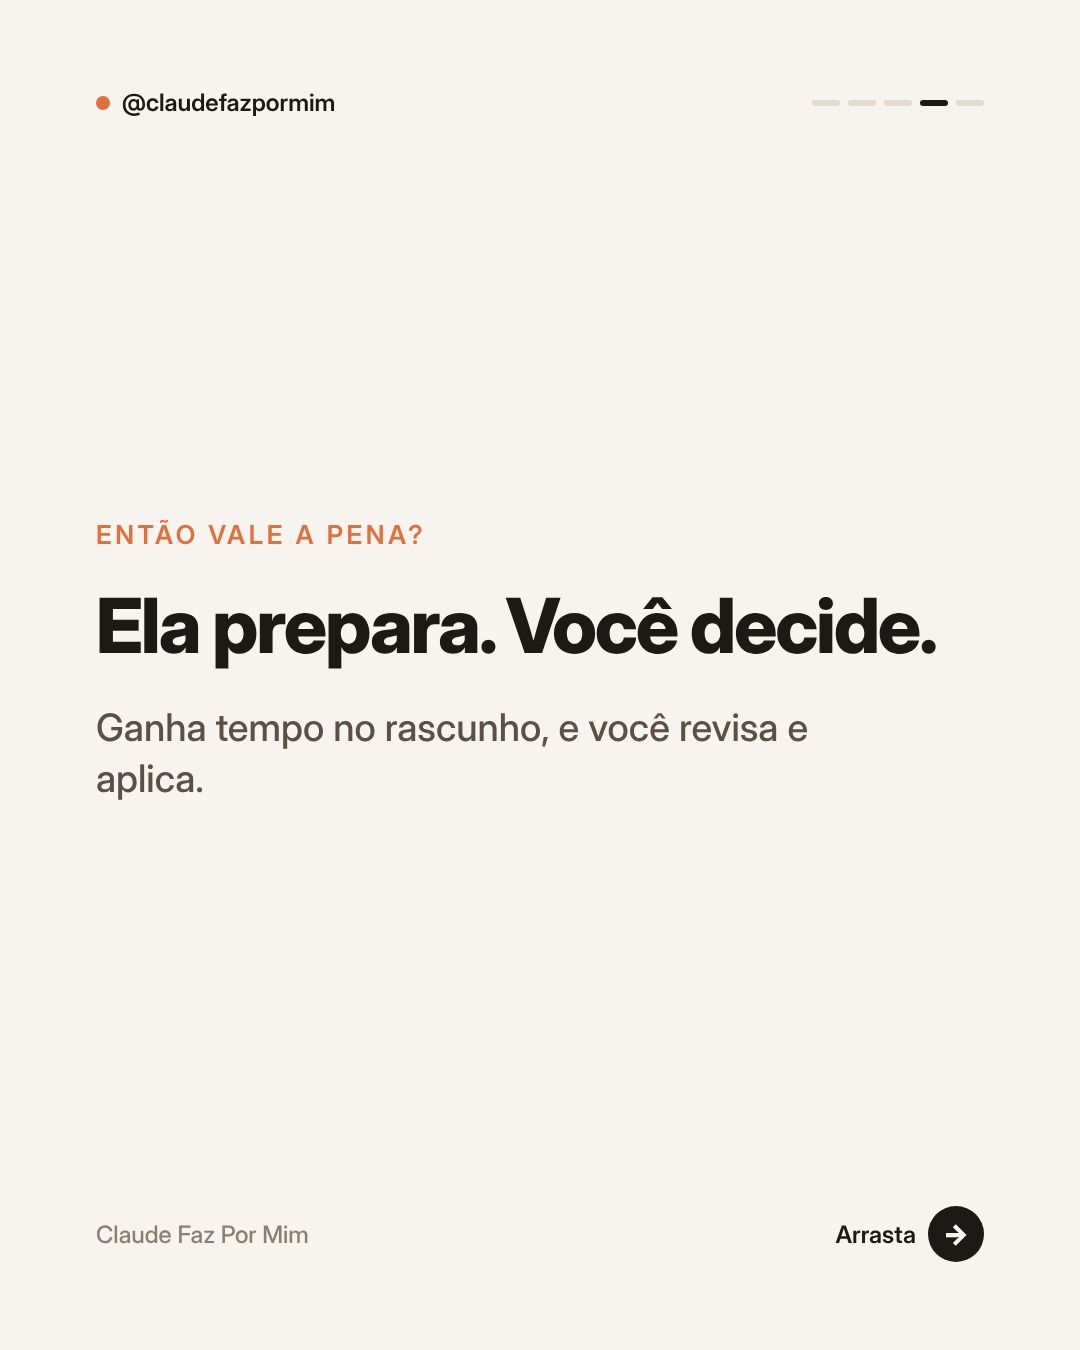 @claudefazpormim
ENTÃO VALE A PENA?
Ela prepara. Você decide.
Ganha tempo no rascunho, e você revisa e
aplica.
Claude Faz Por Mim
Arrasta